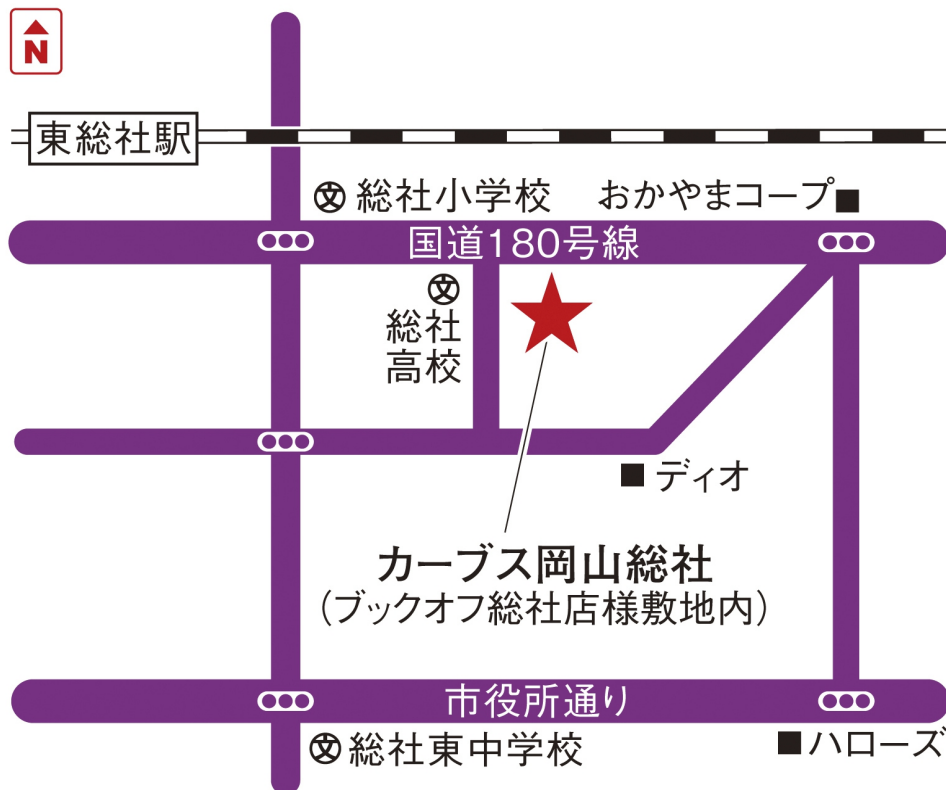 N
東総社駅
文 総社小学校
おかやまコープ
国道180号線
文
総社
高校
ディオ
カーブス岡山総社
(ブックオフ総社店様敷地内)
市役所通り
文 総社東中学校
ハローズ